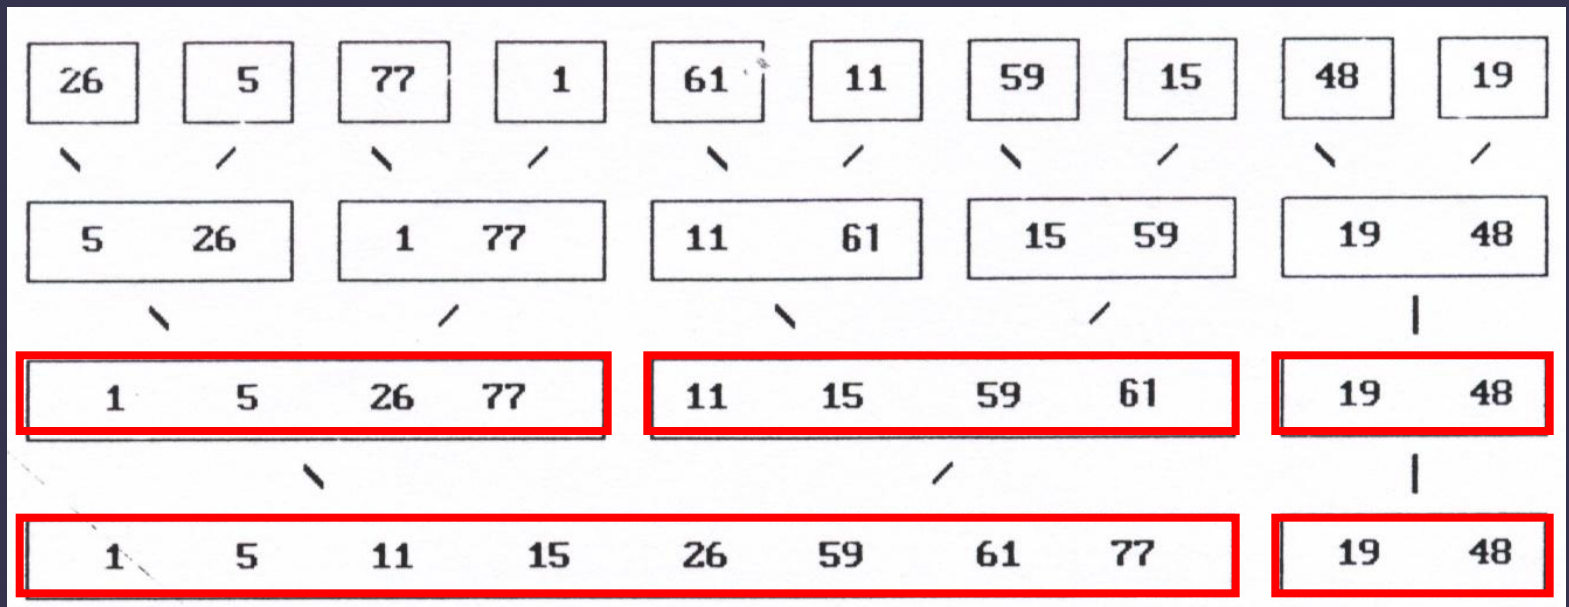 26 5 77 1 61 11 59 15 48 19
5 26 1 77 11 61 15 59 19 48
1 5 26 77 11 15 59 61 19 48
1 5 11 15 26 59 61 77 19 48